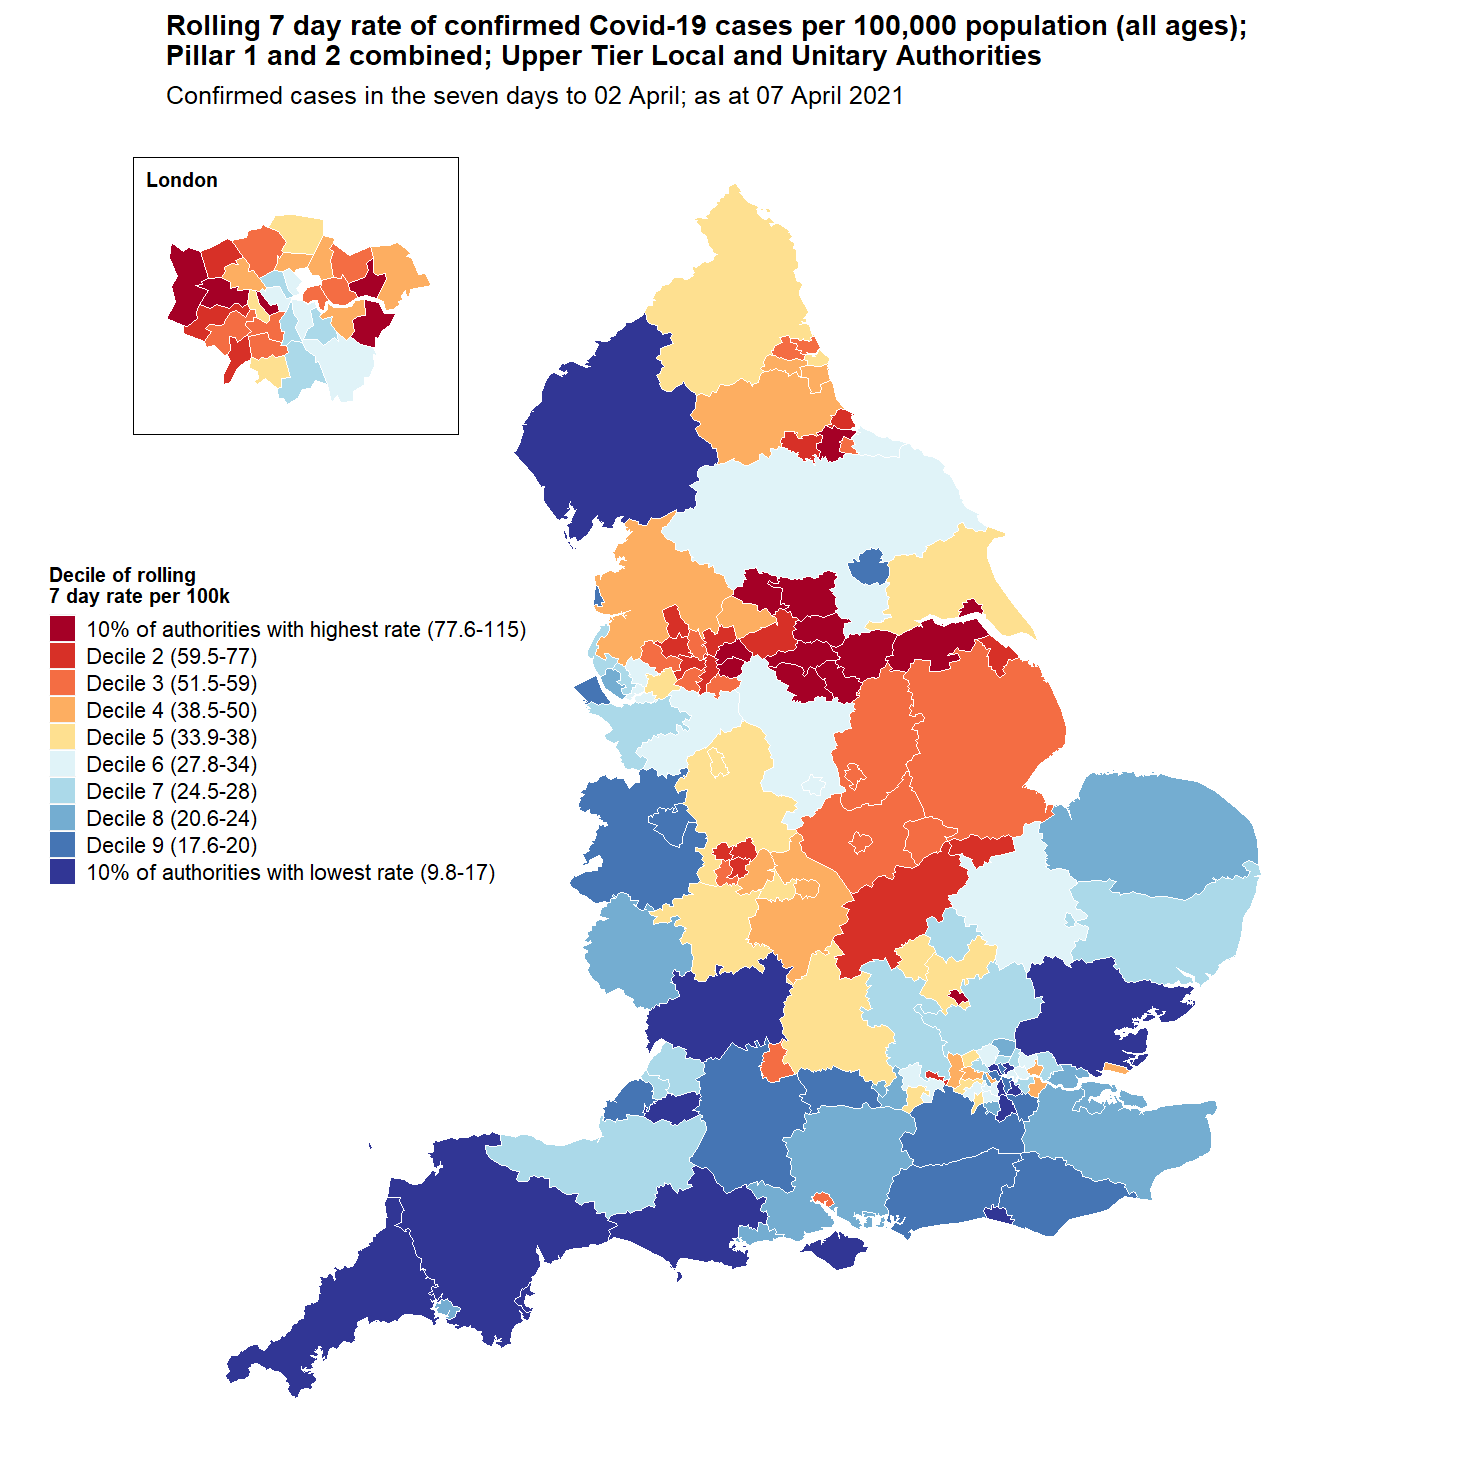 Rolling 7 day rate of confirmed Covid-19 cases per 100,000 population (all ages);
Pillar 1 and 2 combined; Upper Tier Local and Unitary Authorities
Confirmed cases in the seven days to 02 April; as at 07 April 2021
London
Decile of rolling
7 day rate per 100k
10% of authorities with highest rate (77.6-115)
Decile 2 (59.5-77)
Decile 3 (51.5-59)
Decile 4 (38.5-50)
Decile 5 (33.9-38)
Decile 6 (27.8-34)
Decile 7 (24.5-28)
Decile 8 (20.6-24)
Decile 9 (17.6-20)
10% of authorities with lowest rate (9.8-17)